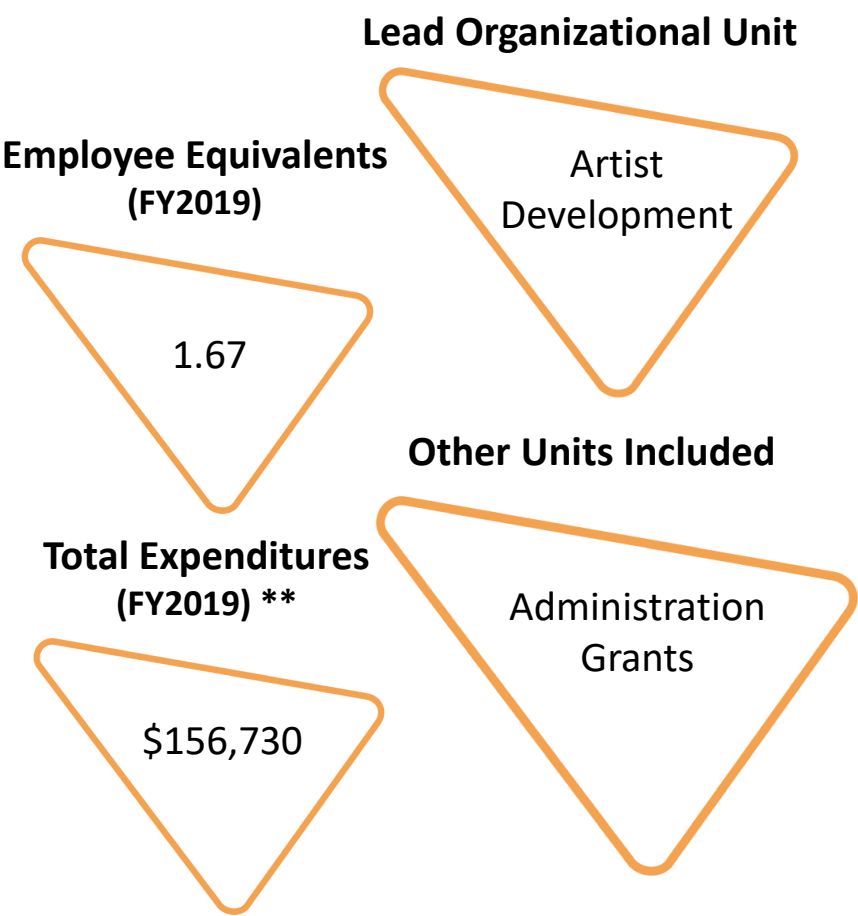 Lead Organizational Unit
Artist
Development
Employee Equivalents
(FY2019)
1.67
Other Units Included
Administration
Grants
Total Expenditures
(FY2019) **
$156,730